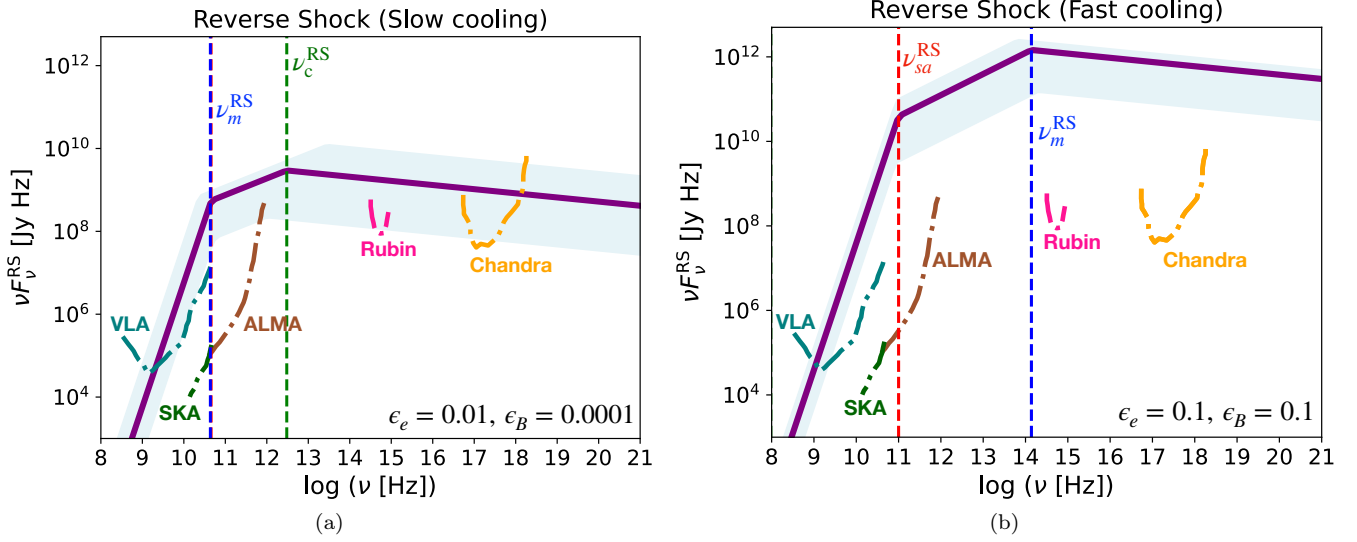 Reverse Shock (Slow cooling)
νF_ν^RS [Jy Hz]
10^12
10^10
10^8
10^6
10^4
ν_m^RS
ν_c^RS
VLA
SKA
ALMA
Rubin
Chandra
ϵ_e = 0.01, ϵ_B = 0.0001
8 9 10 11 12 13 14 15 16 17 18 19 20 21
log (ν [Hz])
(a)
Reverse Shock (Fast cooling)
νF_ν^RS [Jy Hz]
10^12
10^10
10^8
10^6
10^4
ν_sa^RS
ν_m^RS
VLA
SKA
ALMA
Rubin
Chandra
ϵ_e = 0.1, ϵ_B = 0.1
8 9 10 11 12 13 14 15 16 17 18 19 20 21
log (ν [Hz])
(b)